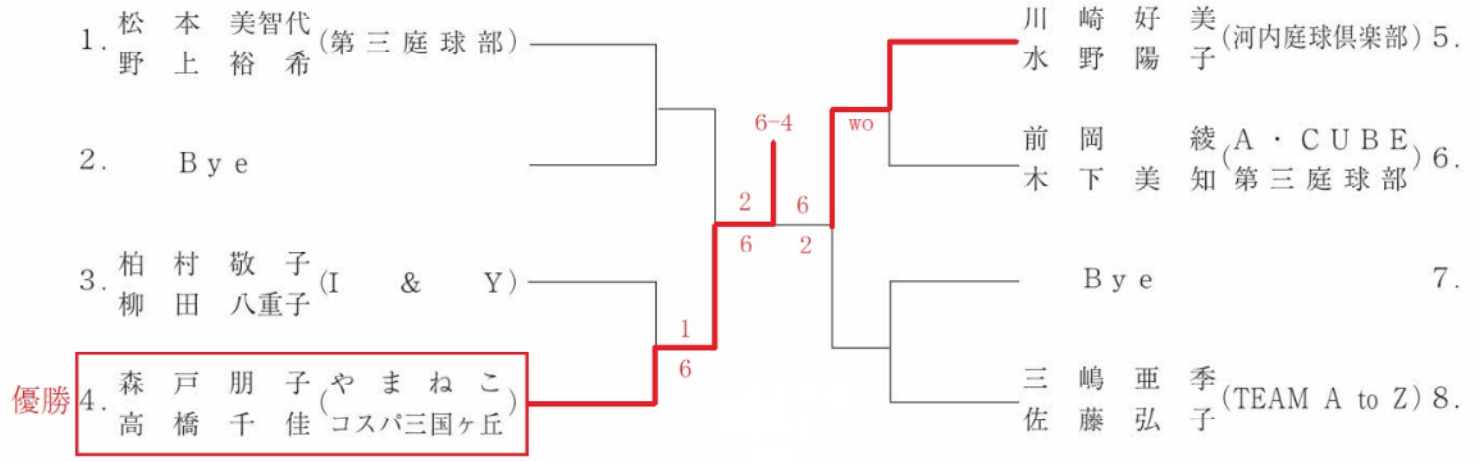 1. 松本 美智代 (第三庭球部)
野上 裕希
2. Bye
3. 柏村 敬子 (I & Y)
柳田 八重子
優勝 4. 森戸 朋子 (やまねこ
高橋 千佳 コスパ三国ヶ丘)
1
6
2
6
6-4
6
2
wo
川崎好美 (河内庭球倶楽部) 5.
水野陽子
前岡 綾 (A・CUBE 6.
木下美知 第三庭球部)
Bye 7.
三嶋亜季 (TEAM A to Z) 8.
佐藤弘子